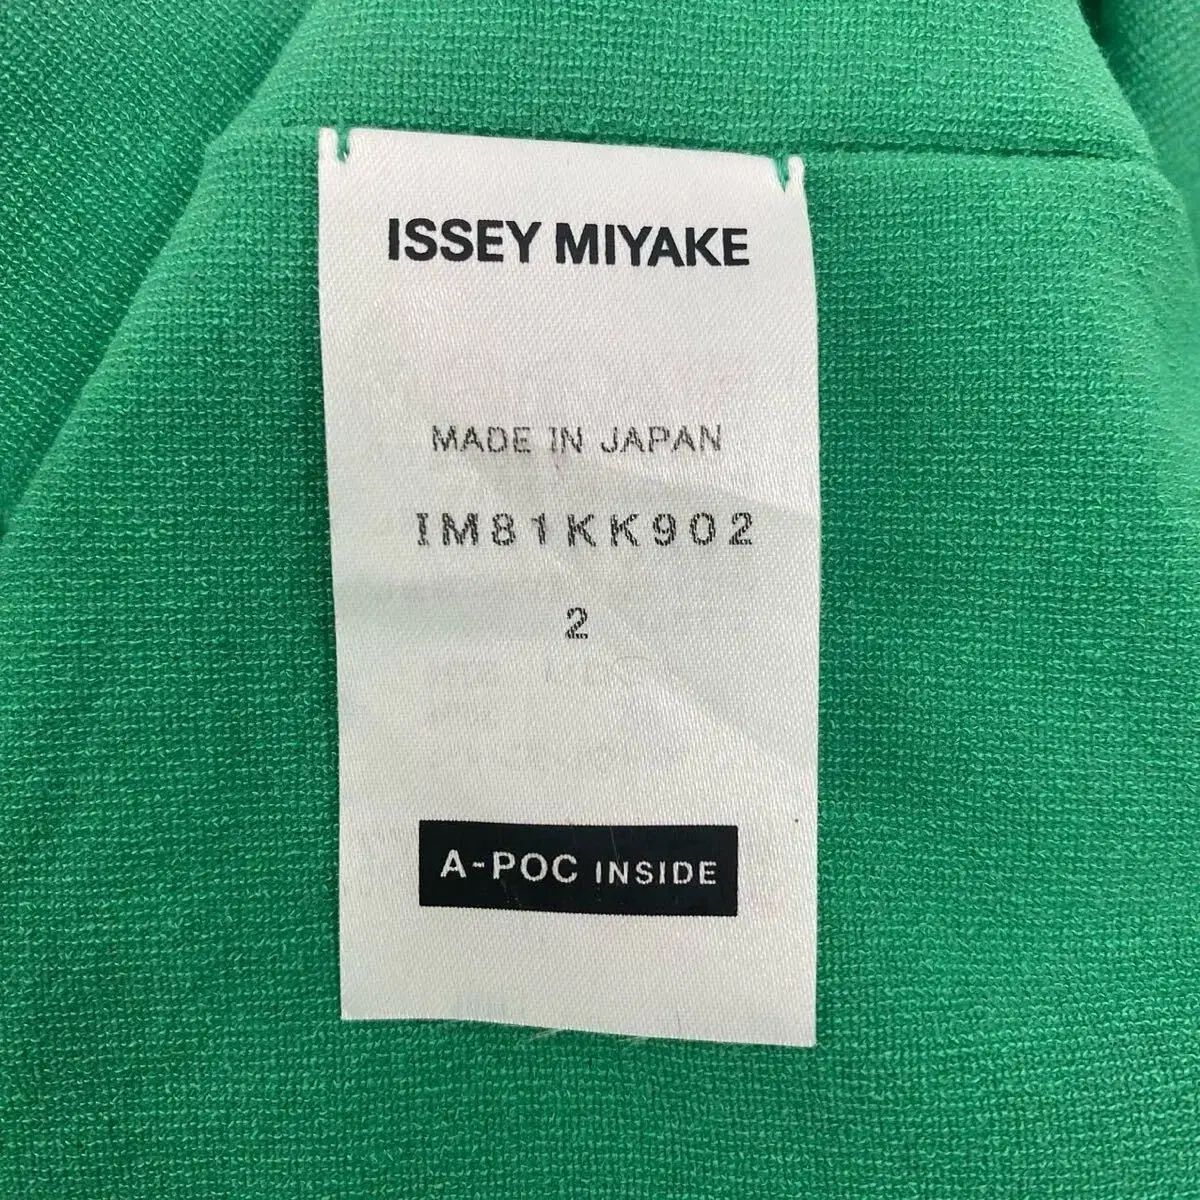 ISSEY MIYAKE
MADE IN JAPAN
IM81KK902
2
A-POC INSIDE